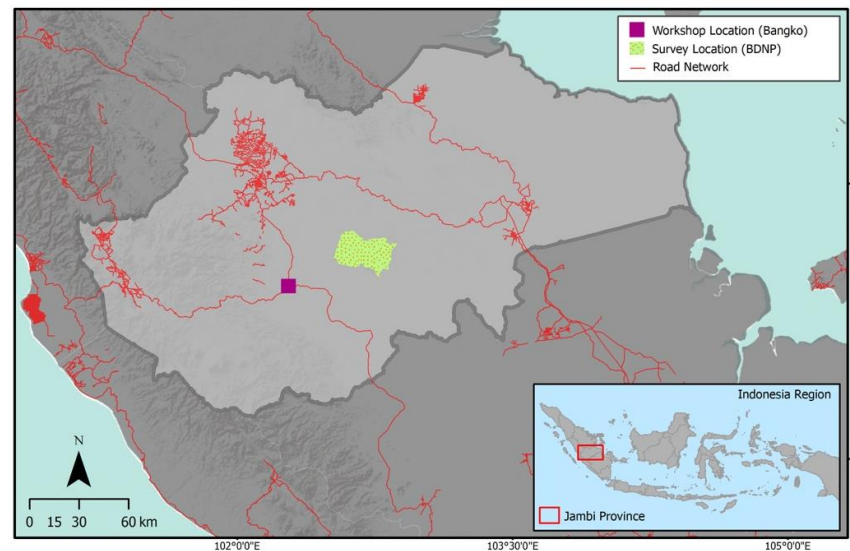 Workshop Location (Bangko)
Survey Location (BDNP)
Road Network
Indonesia Region
Jambi Province
N
0 15 30 60 km
102°0'0"E
103°30'0"E
105°0'0"E